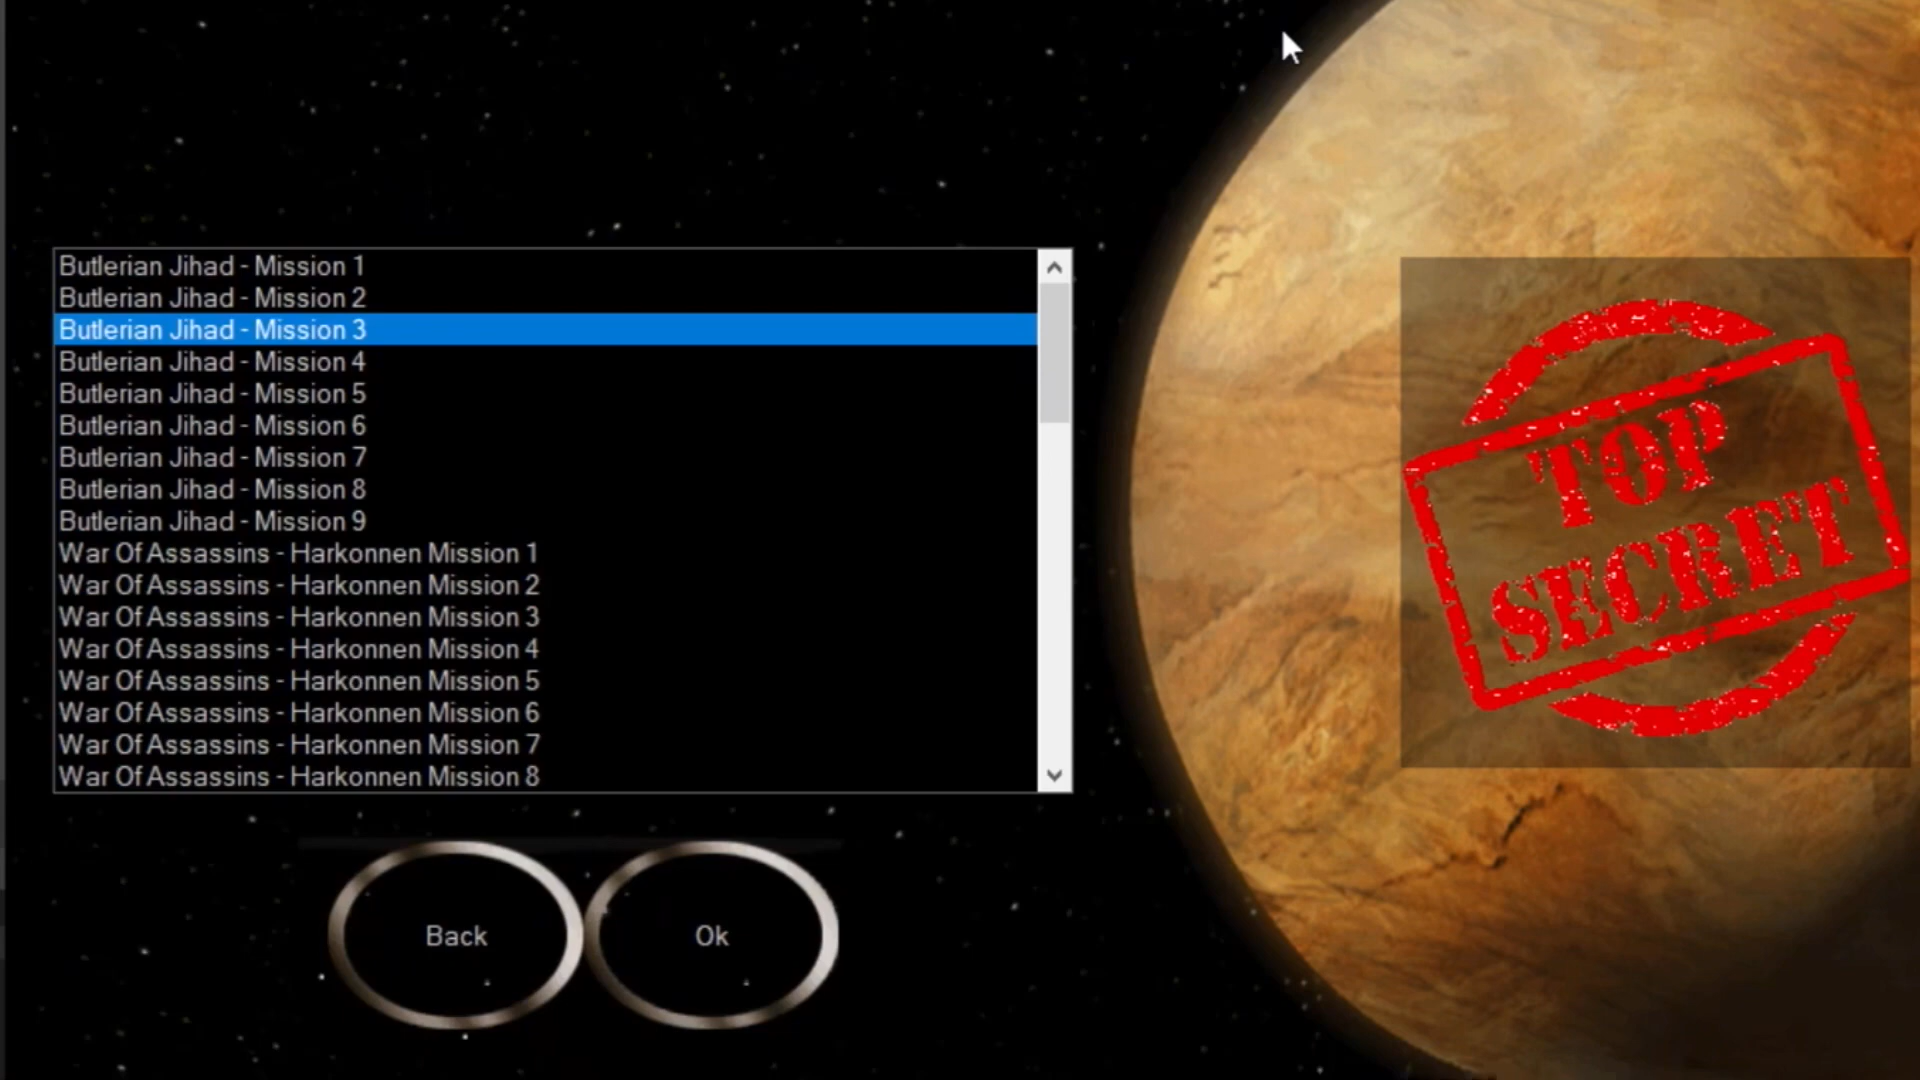 Butlerian Jihad - Mission 1
Butlerian Jihad - Mission 2
Butlerian Jihad - Mission 3
Butlerian Jihad - Mission 4
Butlerian Jihad - Mission 5
Butlerian Jihad - Mission 6
Butlerian Jihad - Mission 7
Butlerian Jihad - Mission 8
Butlerian Jihad - Mission 9
War Of Assassins - Harkonnen Mission 1
War Of Assassins - Harkonnen Mission 2
War Of Assassins - Harkonnen Mission 3
War Of Assassins - Harkonnen Mission 4
War Of Assassins - Harkonnen Mission 5
War Of Assassins - Harkonnen Mission 6
War Of Assassins - Harkonnen Mission 7
War Of Assassins - Harkonnen Mission 8
TOP
SECRET
Back
Ok